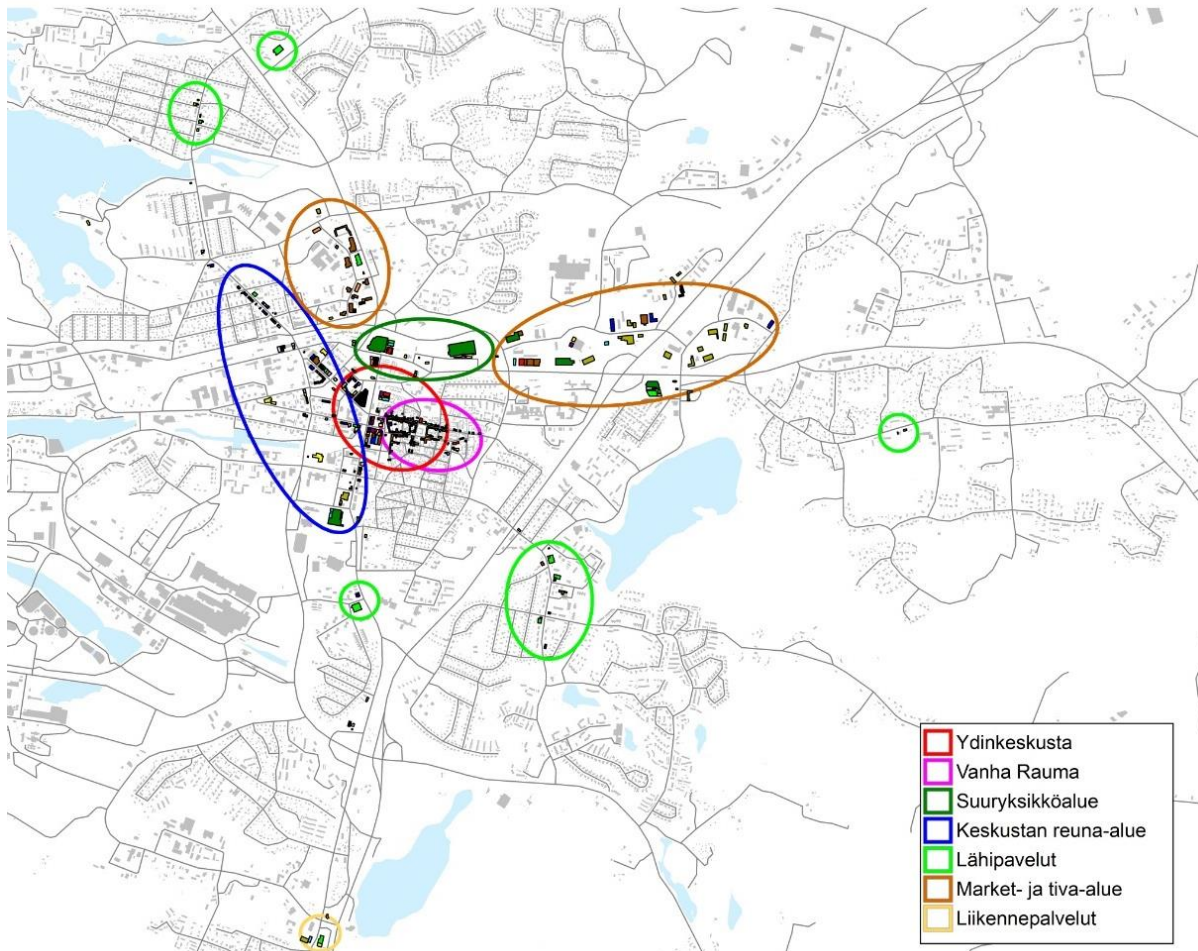 Ydinkeskusta
Vanha Rauma
Suuryksikköalue
Keskustan reuna-alue
Lähipavelut
Market- ja tiva-alue
Liikennepalvelut